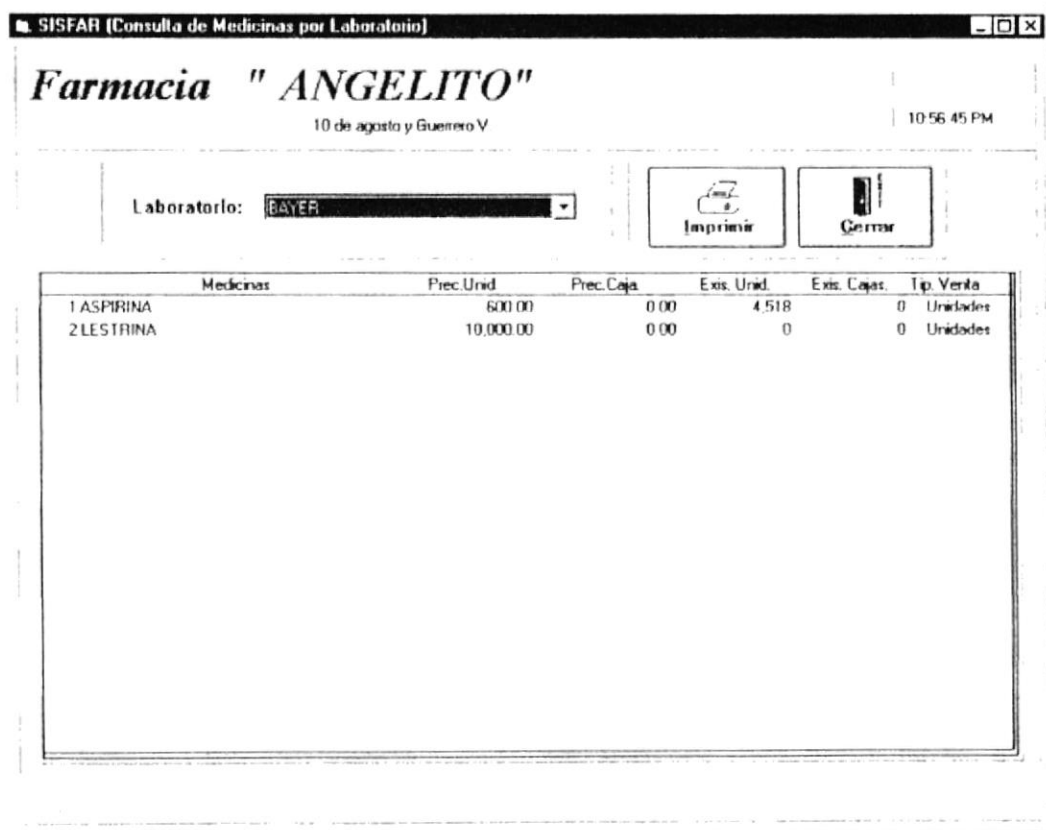 SISFAR (Consulta de Medicinas por Laboratorio)
Farmacia " ANGELITO"
10 de agosto y Guerrero V
10:56:45 PM
Laboratorio: BAYER
Imprimir Cerrar
Medicinas Prec.Unid Prec.Caja Exis. Unid. Exis. Cajas. Tip. Venta
1 ASPIRINA 600.00 0.00 4,518 0 Unidades
2 LESTRINA 10,000.00 0.00 0 0 Unidades